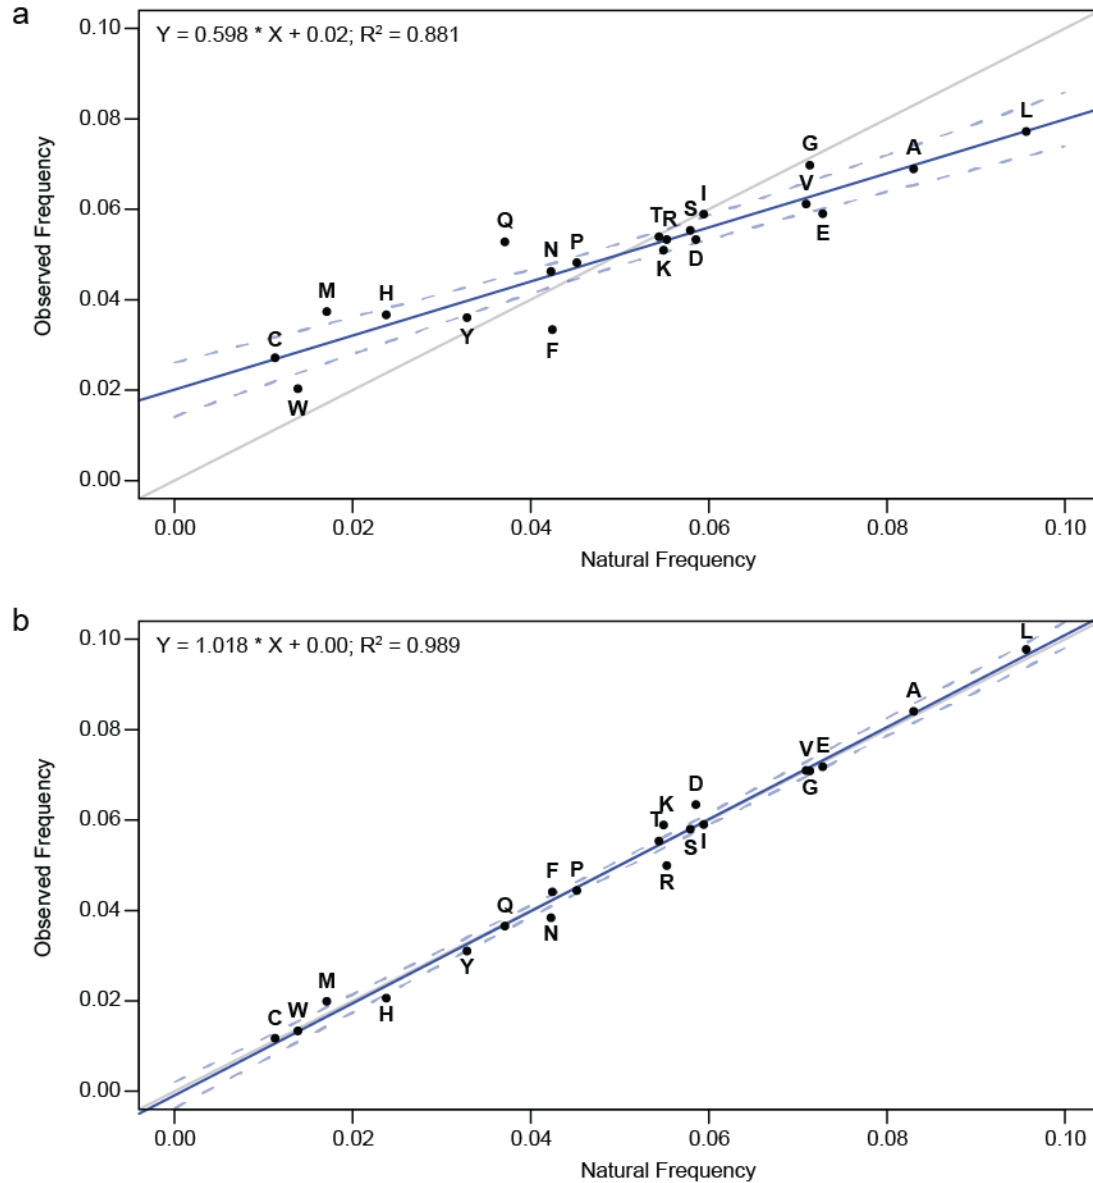 a
Y = 0.598 * X + 0.02; R² = 0.881
0.10
0.08
0.06
0.04
0.02
0.00
Observed Frequency
L
A
G
V
E
I
S
T R
D
K
Q
N P
M H
Y
F
C
W
0.00 0.02 0.04 0.06 0.08 0.10
Natural Frequency
b
Y = 1.018 * X + 0.00; R² = 0.989
0.10
0.08
0.06
0.04
0.02
0.00
Observed Frequency
L
A
V E
G
D
K
T
S I
R
F P
Q
N
Y
M
W
C
H
0.00 0.02 0.04 0.06 0.08 0.10
Natural Frequency